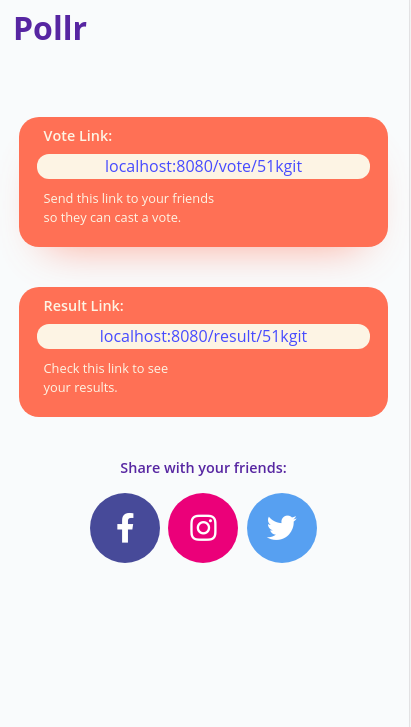 Pollr
Vote Link:
localhost:8080/vote/51kgit
Send this link to your friends
so they can cast a vote.
Result Link:
localhost:8080/result/51kgit
Check this link to see
your results.
Share with your friends: